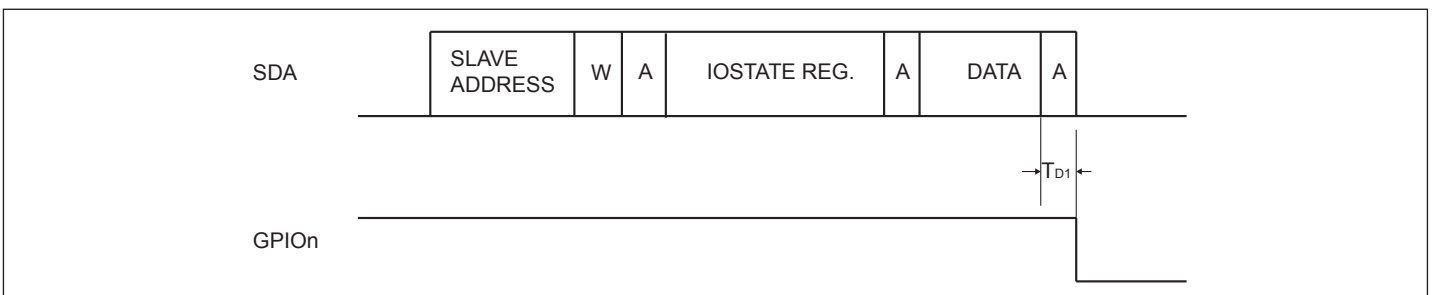 SDA
SLAVE
ADDRESS
W
A
IOSTATE REG.
A
DATA
A
TD1
GPIOn